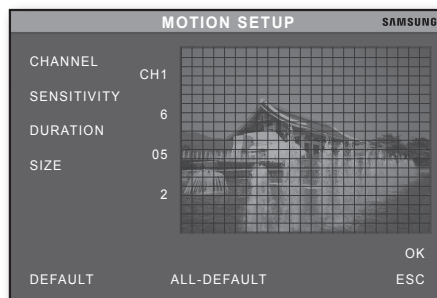 MOTION SETUP SAMSUNG
CHANNEL
CH1
SENSITIVITY
6
DURATION
05
SIZE
2
OK
DEFAULT ALL-DEFAULT ESC